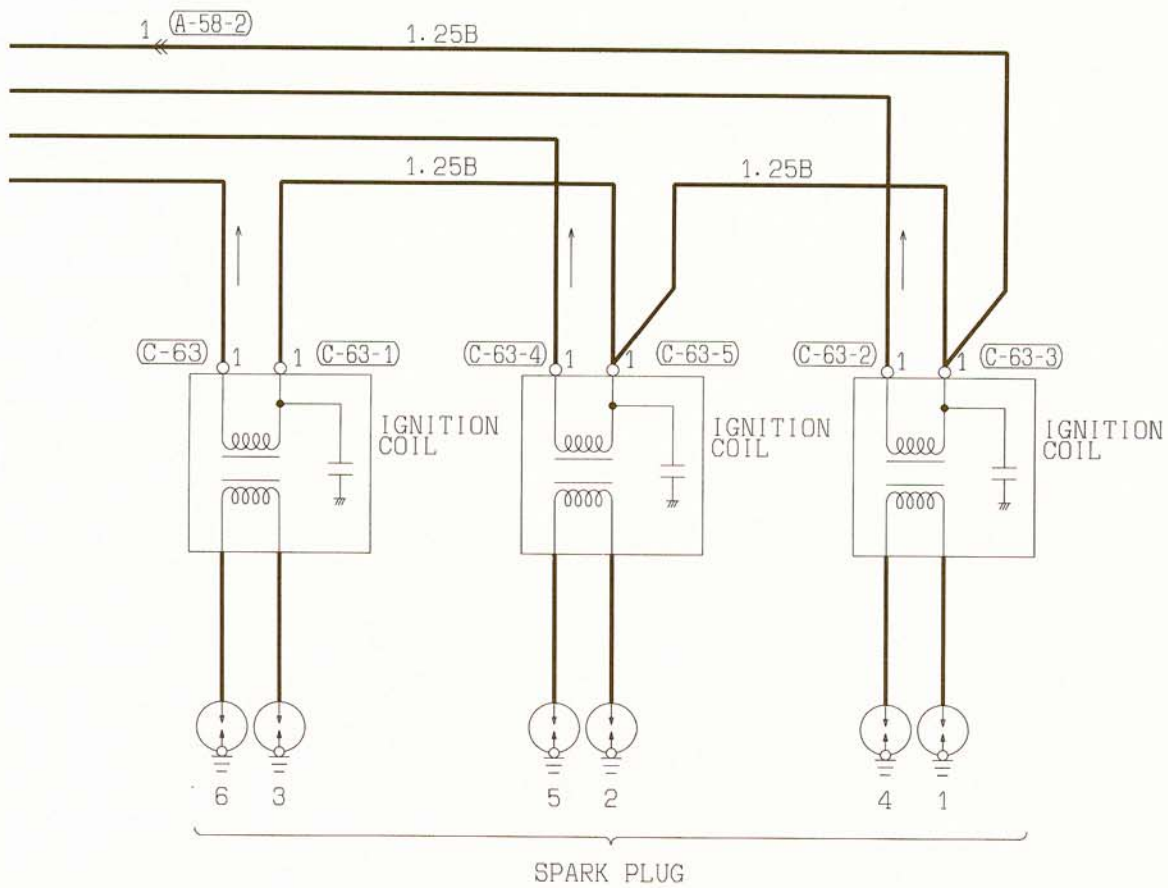 1 (A-58-2) 1.25B
1.25B 1.25B
(C-63) 1 1 (C-63-1) (C-63-4) 1 1 (C-63-5) (C-63-2) 1 1 (C-63-3)
IGNITION COIL
IGNITION COIL
IGNITION COIL
6 3 5 2 4 1
SPARK PLUG